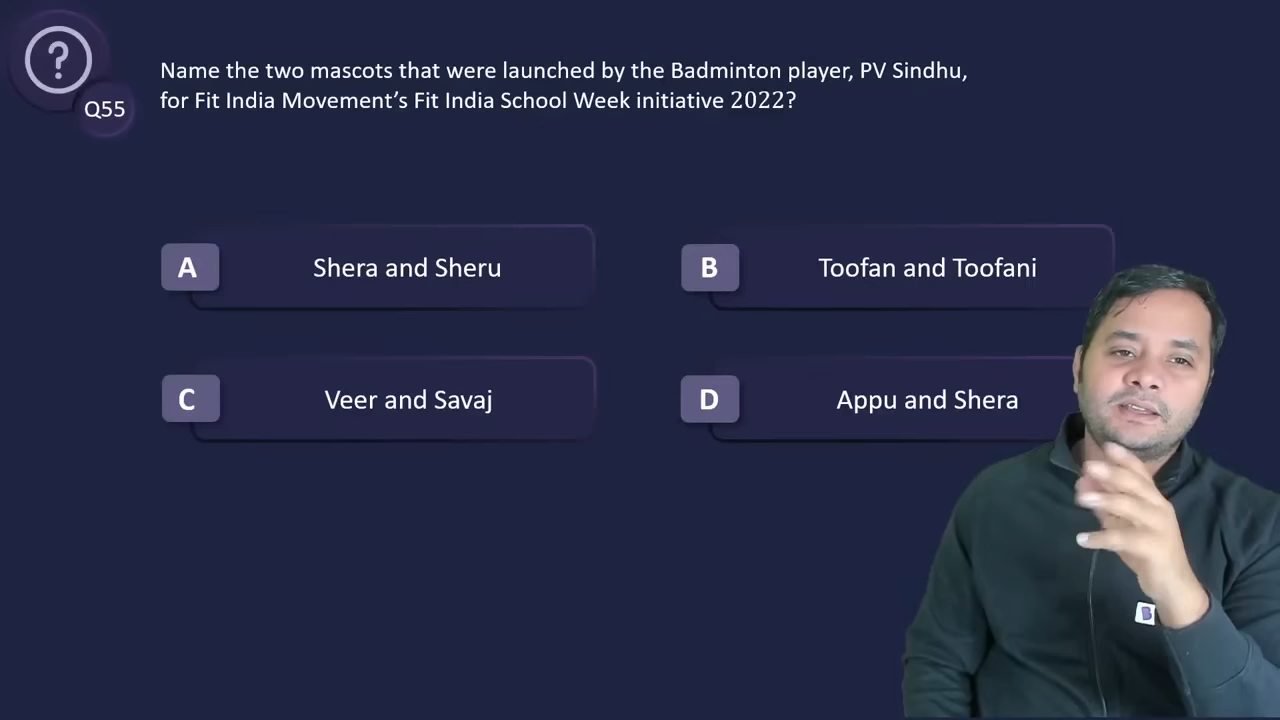 ?
Q55
Name the two mascots that were launched by the Badminton player, PV Sindhu,
for Fit India Movement’s Fit India School Week initiative 2022?
A Shera and Sheru
B Toofan and Toofani
C Veer and Savaj
D Appu and Shera
B